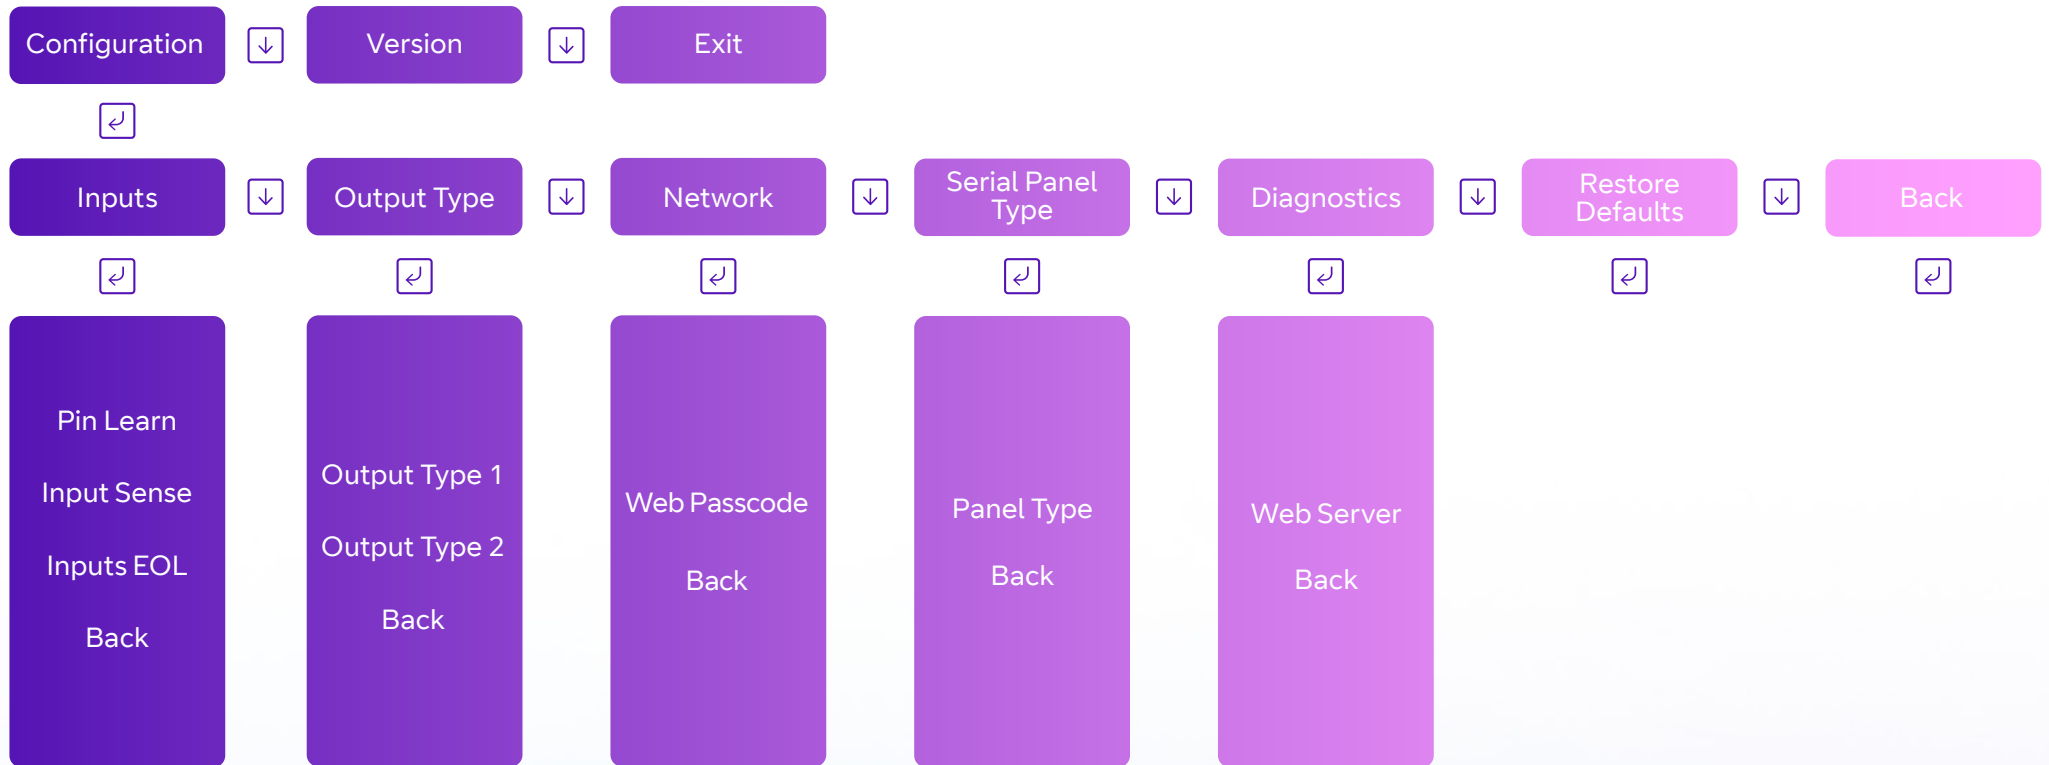 Configuration
Version
Exit
Inputs
Output Type
Network
Serial Panel
Type
Diagnostics
Restore
Defaults
Back
Pin Learn
Input Sense
Inputs EOL
Back
Output Type 1
Output Type 2
Back
Web Passcode
Back
Panel Type
Back
Web Server
Back